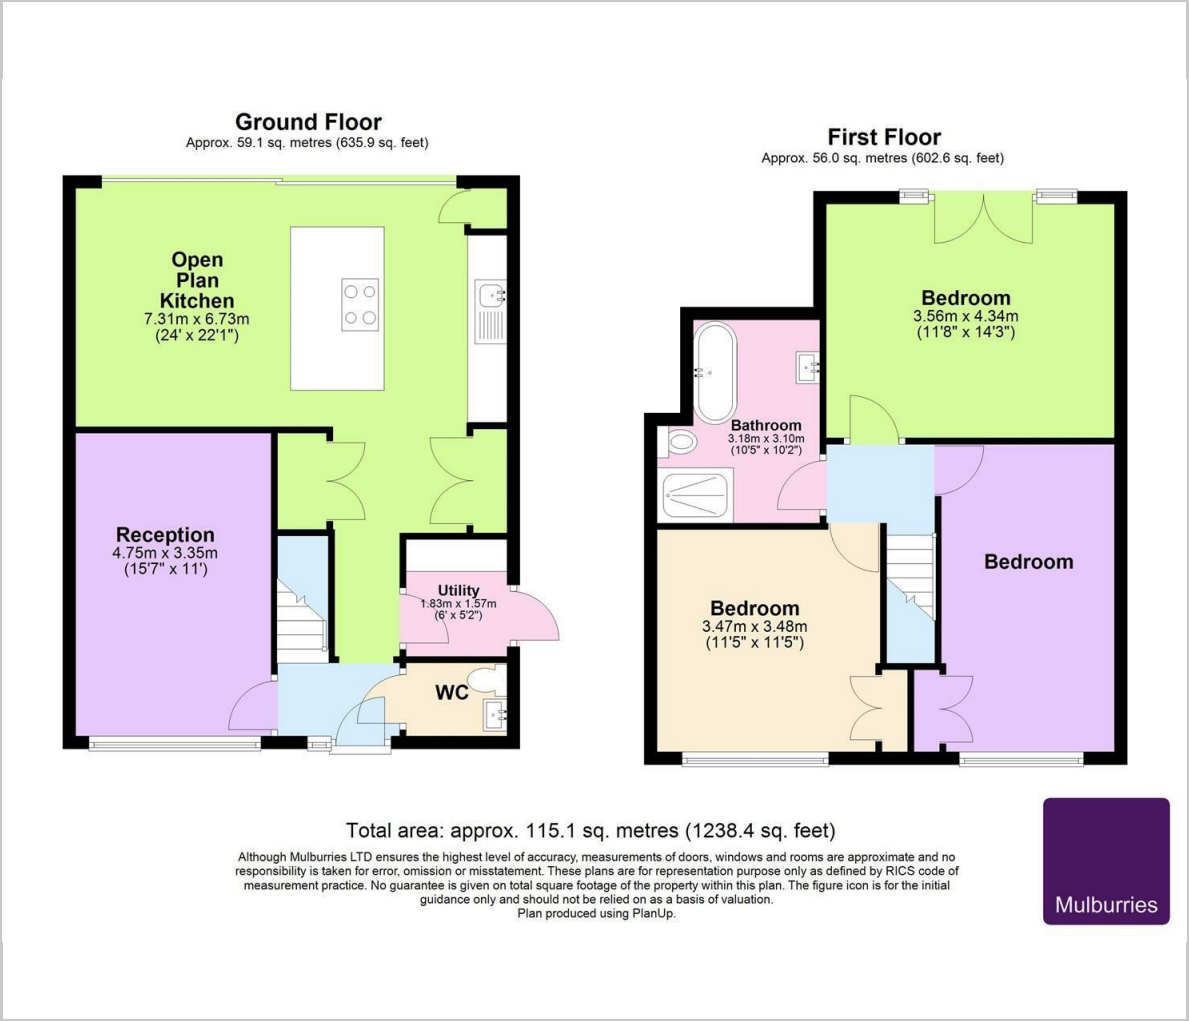 Ground Floor
Approx. 59.1 sq. metres (635.9 sq. feet)
Open
Plan
Kitchen
7.31m x 6.73m
(24' x 22'1")
Reception
4.75m x 3.35m
(15'7" x 11')
Utility
1.83m x 1.57m
(6' x 5'2")
WC
First Floor
Approx. 56.0 sq. metres (602.6 sq. feet)
Bedroom
3.56m x 4.34m
(11'8" x 14'3")
Bathroom
3.18m x 3.10m
(10'5" x 10'2")
Bedroom
Bedroom
3.47m x 3.48m
(11'5" x 11'5")
Total area: approx. 115.1 sq. metres (1238.4 sq. feet)
Although Mulburries LTD ensures the highest level of accuracy, measurements of doors, windows and rooms are approximate and no
responsibility is taken for error, omission or misstatement. These plans are for representation purpose only as defined by RICS code of
measurement practice. No guarantee is given on total square footage of the property within this plan. The figure icon is for the initial
guidance only and should not be relied on as a basis of valuation.
Plan produced using PlanUp.
Mulburries